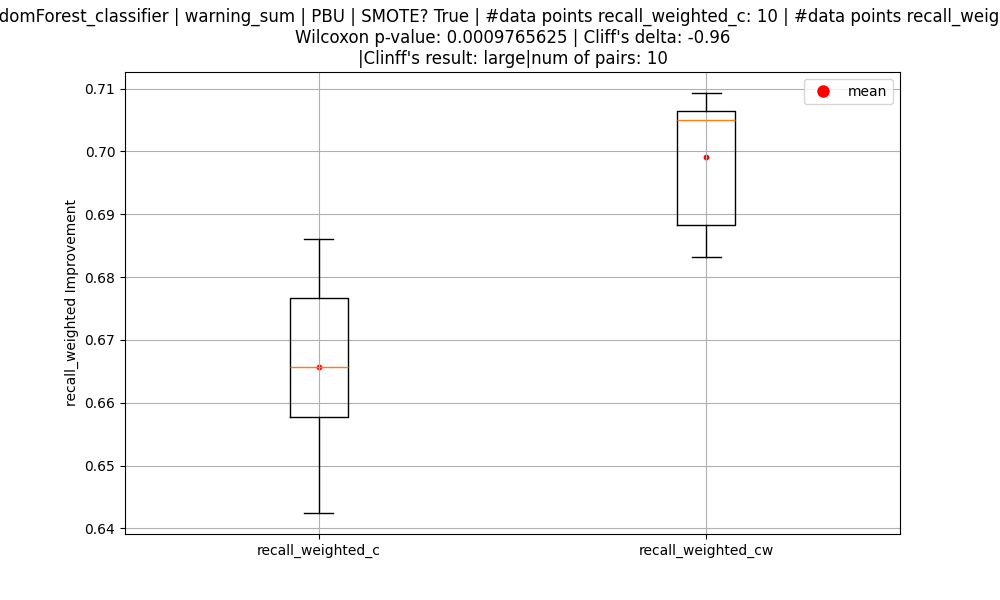 domForest_classifier | warning_sum | PBU | SMOTE? True | #data points recall_weighted_c: 10 | #data points recall_weig
Wilcoxon p-value: 0.0009765625 | Cliff's delta: -0.96
|Clinff's result: large|num of pairs: 10
mean
0.71
0.70
0.69
0.68
0.67
0.66
0.65
0.64
recall_weighted Improvement
recall_weighted_c
recall_weighted_cw